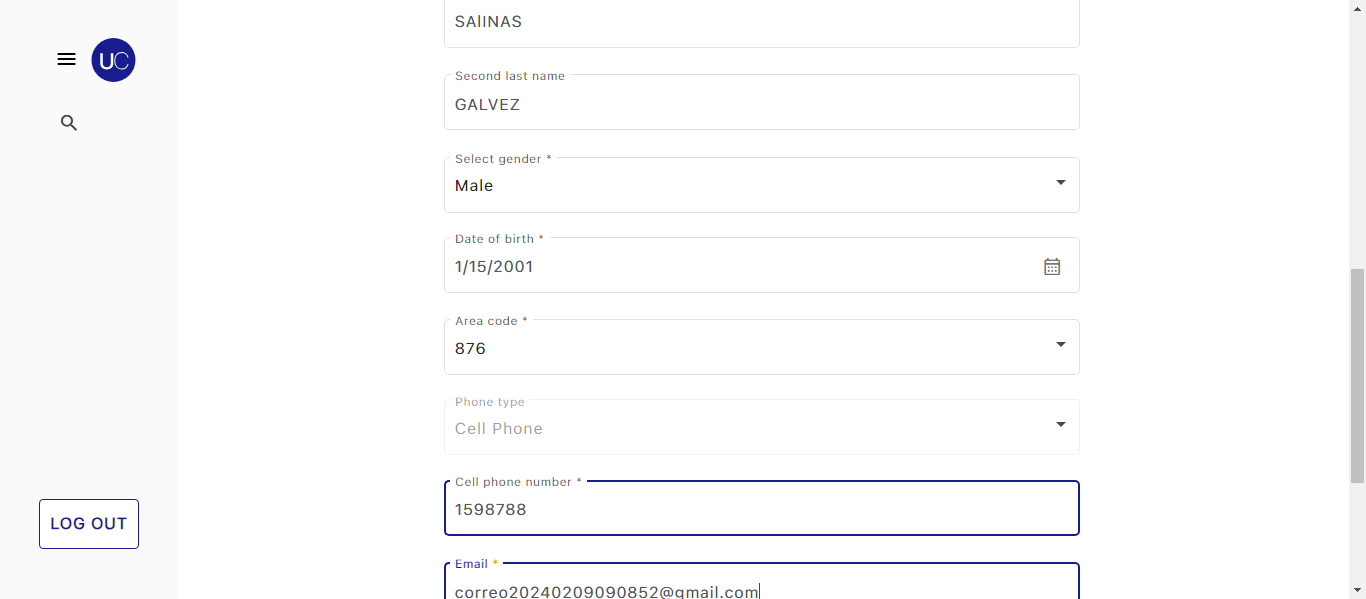 UC
SAlINAS
Second last name
GALVEZ
Select gender *
Male
Date of birth *
1/15/2001
Area code *
876
Phone type
Cell Phone
Cell phone number *
1598788
Email *
correo20240209090852@gmail.com
LOG OUT